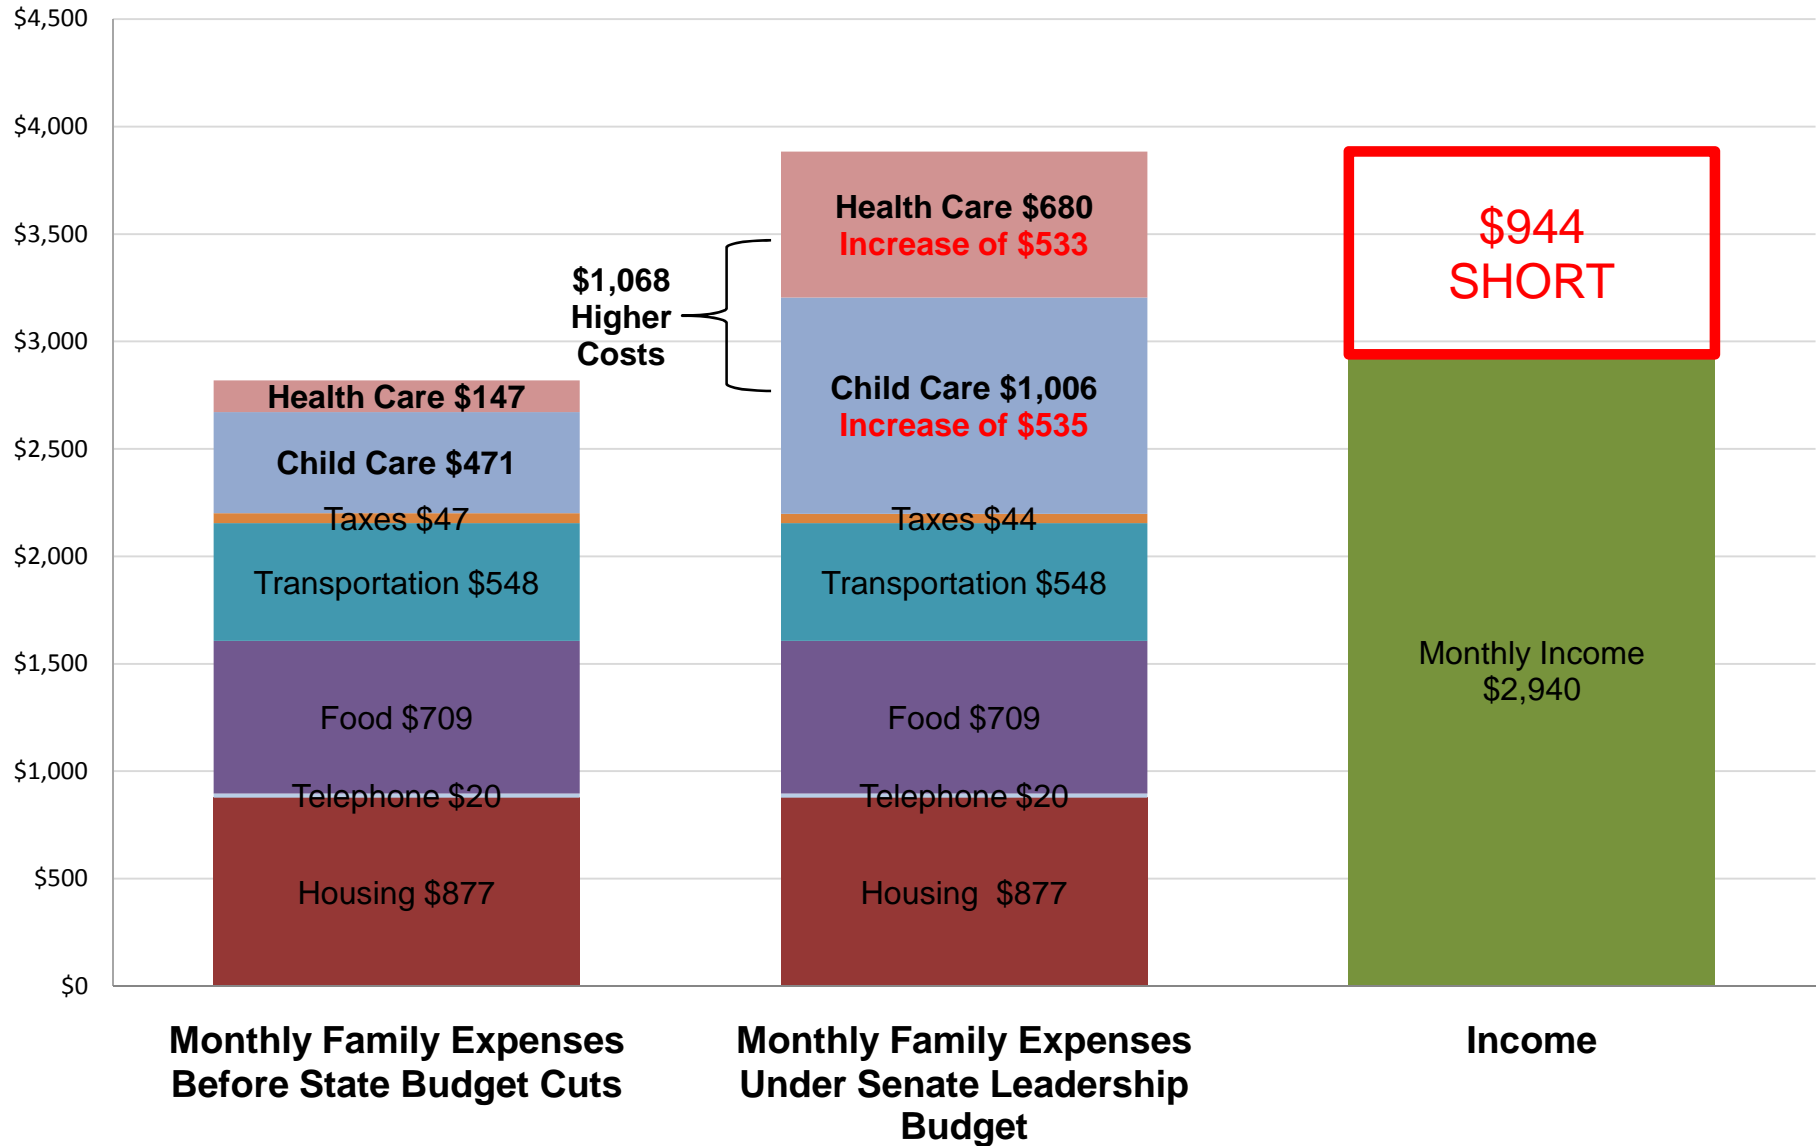 $4,500
$4,000
$3,500
$3,000
$2,500
$2,000
$1,500
$1,000
$500
$0
Health Care $147
Child Care $471
Taxes $47
Transportation $548
Food $709
Telephone $20
Housing $877
$1,068
Higher
Costs
Health Care $680
Increase of $533
Child Care $1,006
Increase of $535
Taxes $44
Transportation $548
Food $709
Telephone $20
Housing  $877
$944
SHORT
Monthly Income
$2,940
Monthly Family Expenses
Before State Budget Cuts
Monthly Family Expenses
Under Senate Leadership
Budget
Income